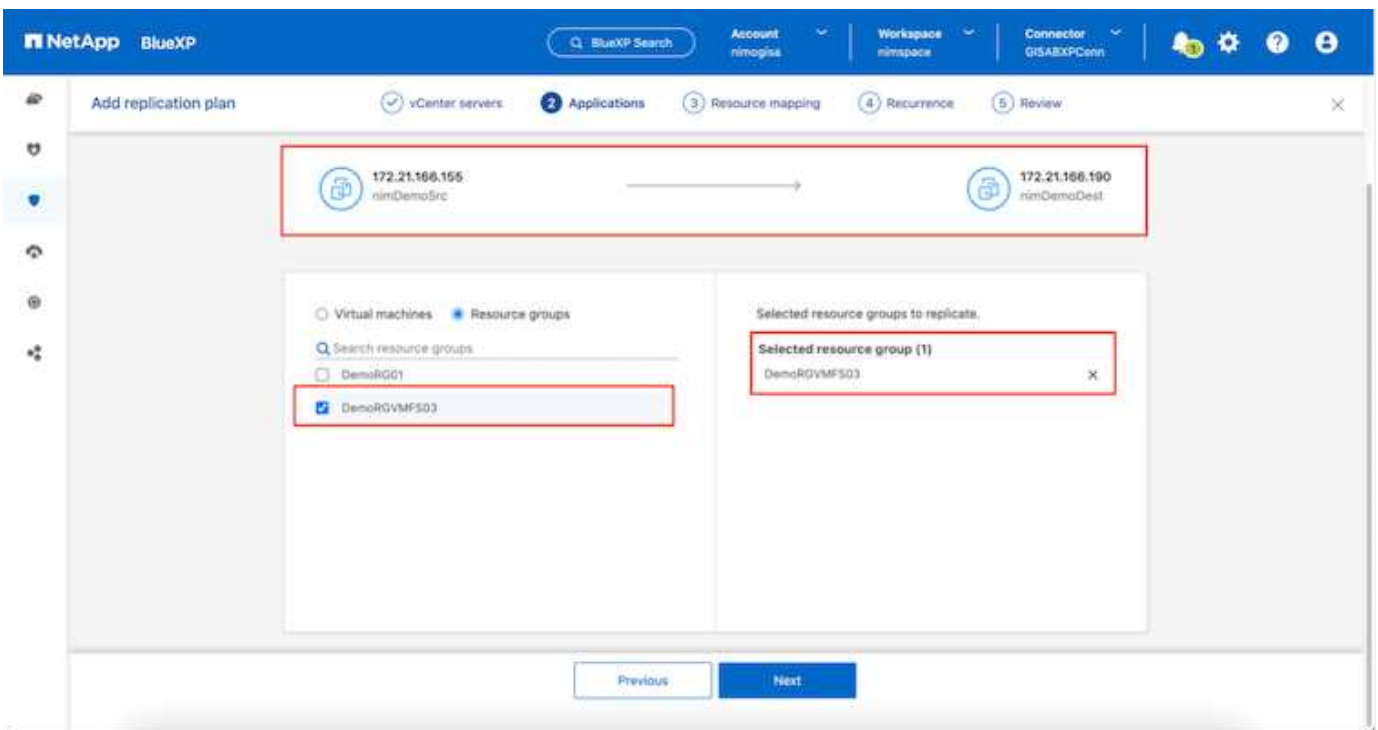 NetApp BlueXP BlueXP Search Account Workspace Connector
nimogisa nimspace GISABXPConn
1
Add replication plan vCenter servers 2 Applications 3 Resource mapping 4 Recurrence 5 Review
172.21.166.155 172.21.166.190
nimDemoSrc nimDemoDest
Virtual machines Resource groups Selected resource groups to replicate.
Search resource groups Selected resource group (1)
DemoRG01 DemoRGVMFS03
DemoRGVMFS03
Previous Next